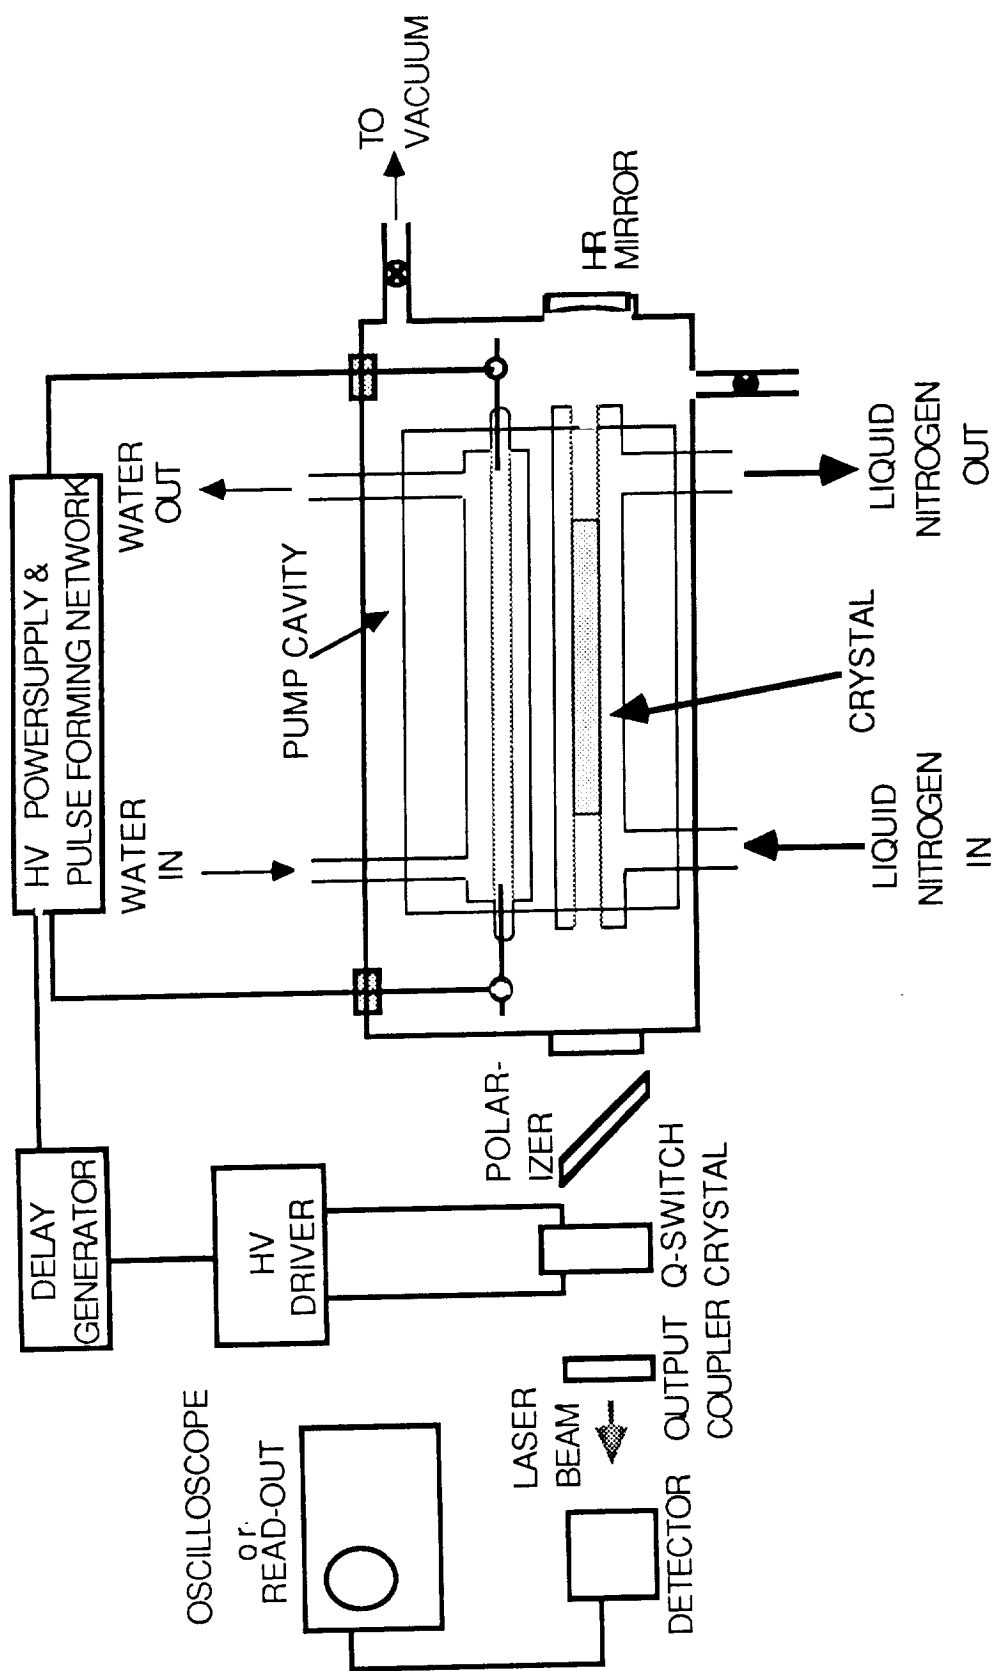 HV POWERSUPPLY &
PULSE FORMING NETWORK
DELAY
GENERATOR
HV
DRIVER
OSCILLOSCOPE
or
READ-OUT
WATER
IN
WATER
OUT
PUMP CAVITY
TO
VACUUM
HR
MIRROR
POLAR-
IZER
Q-SWITCH
CRYSTAL
OUTPUT
COUPLER
LASER
BEAM
DETECTOR
CRYSTAL
LIQUID
NITROGEN
IN
LIQUID
NITROGEN
OUT